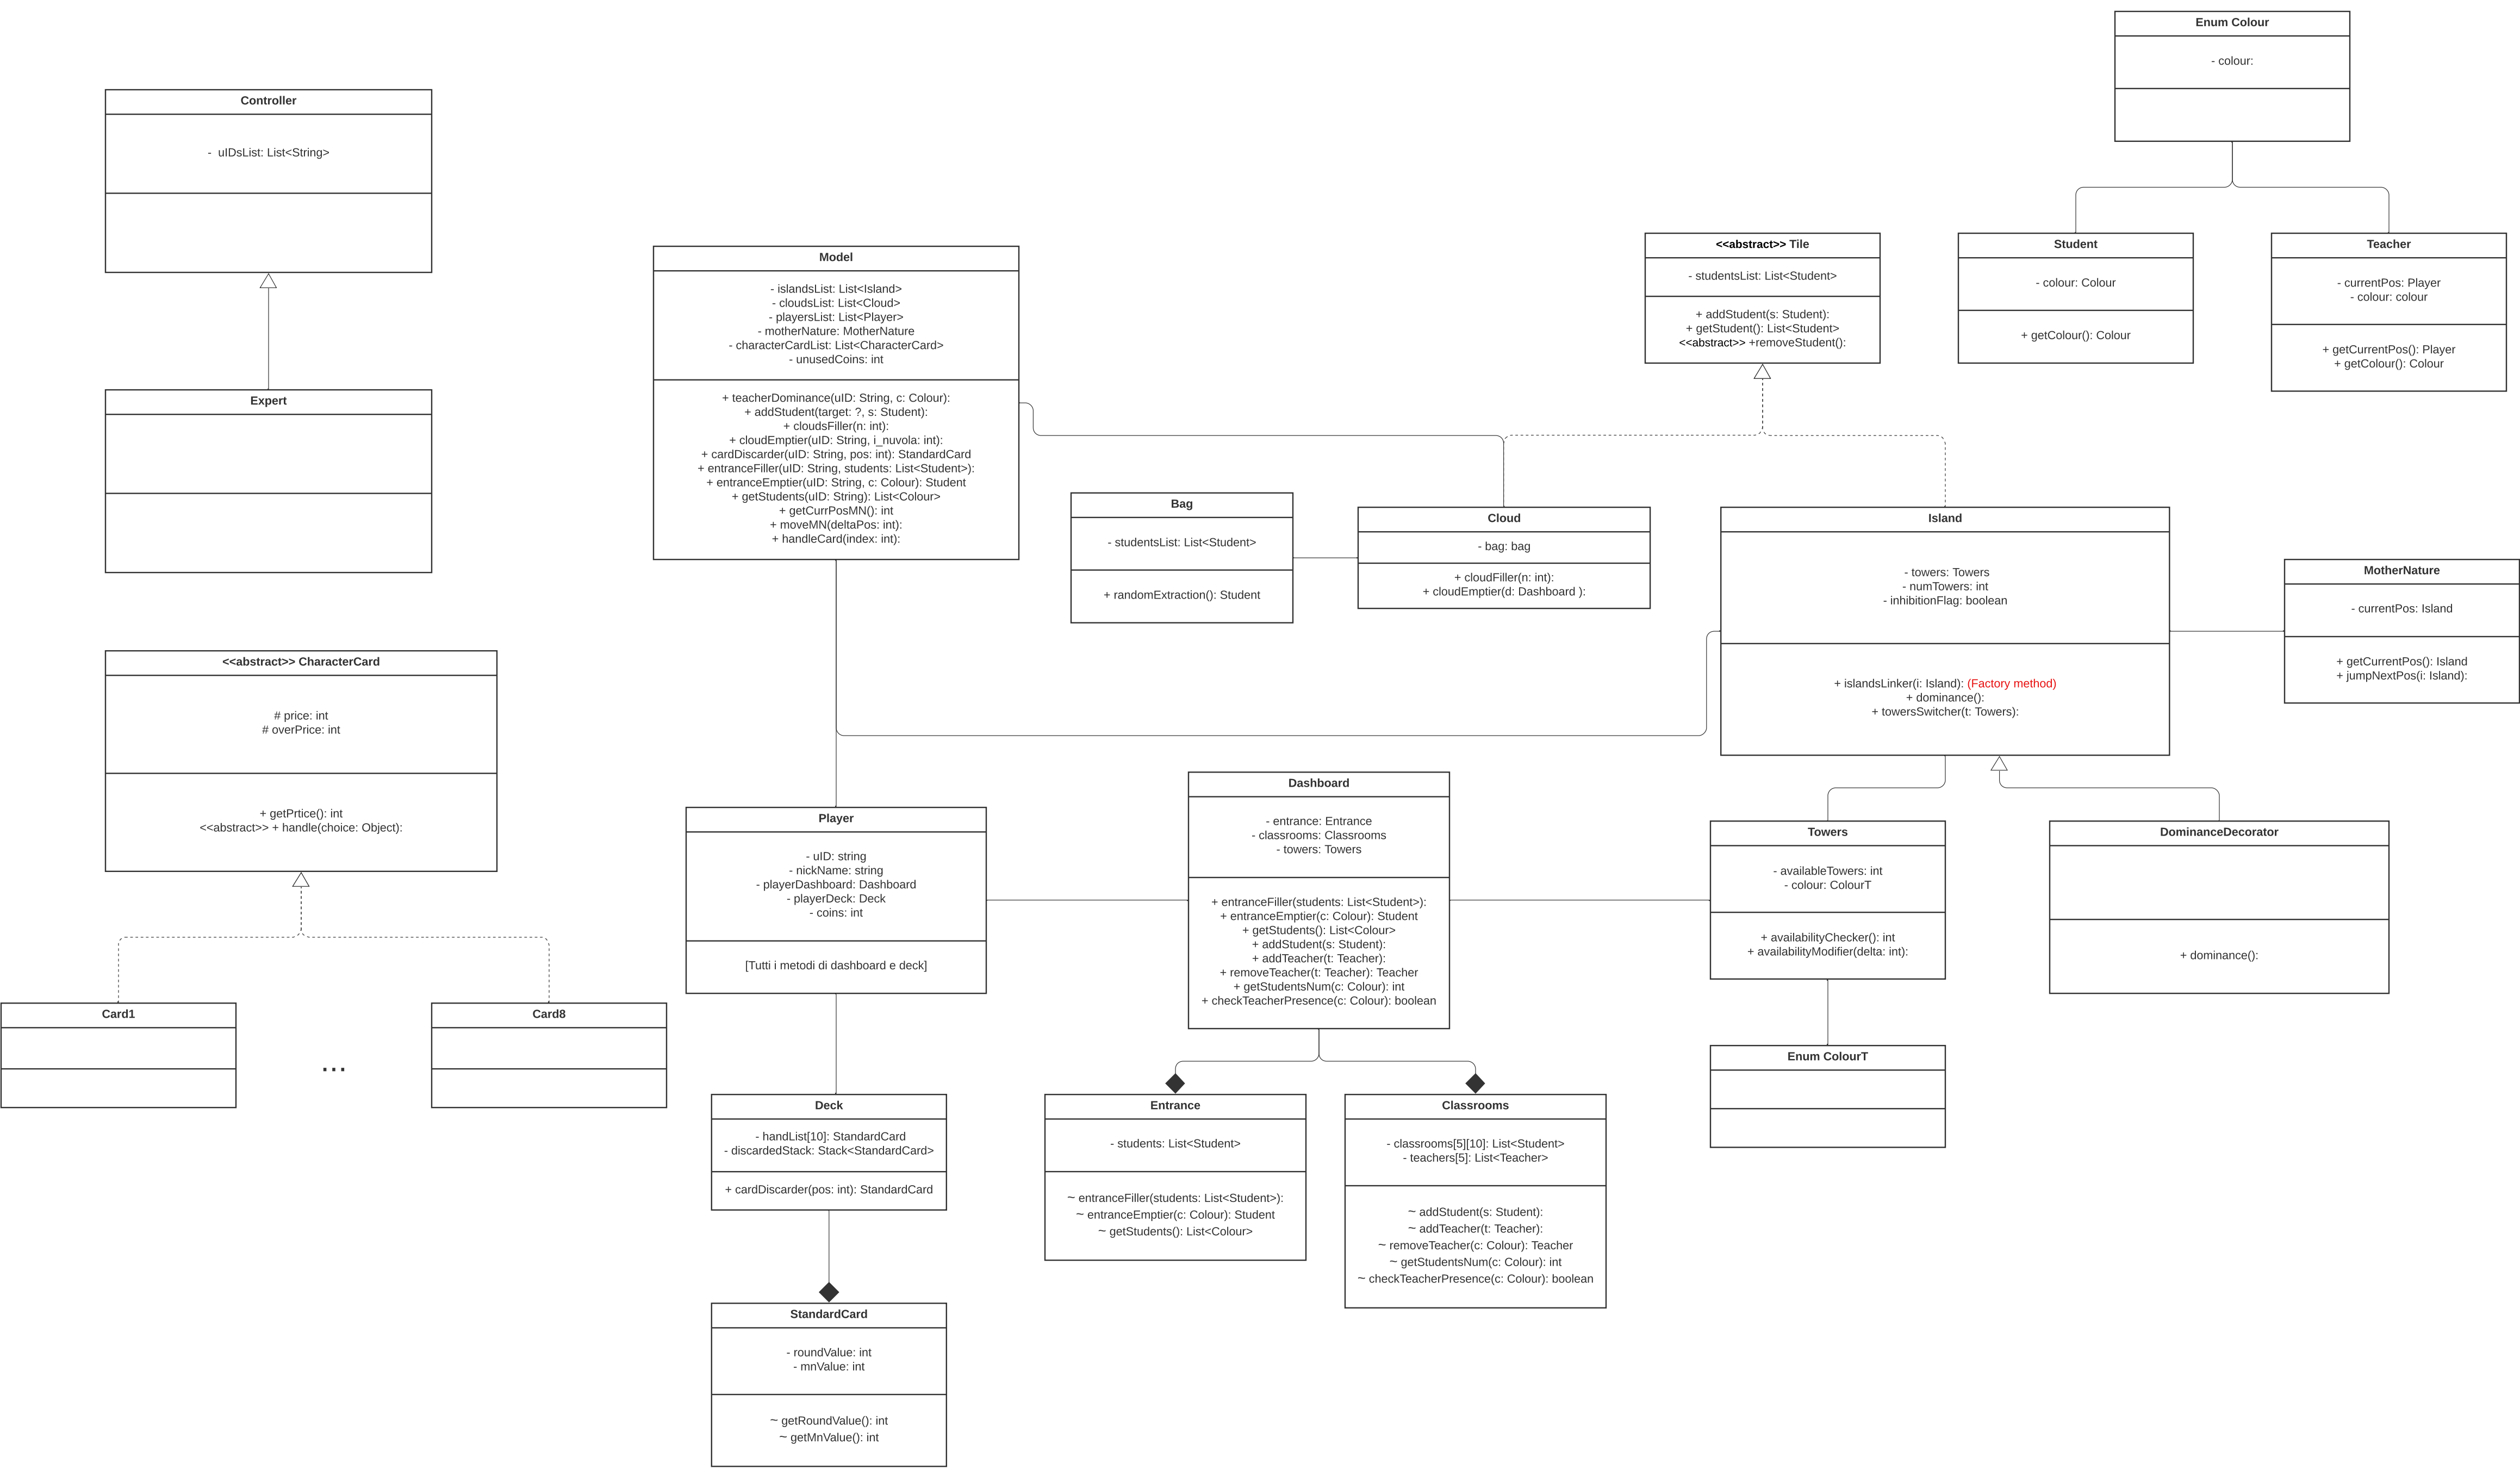 Enum Colour
- colour:
Controller
- uIDsList: List<String>
Expert
Model
- islandsList: List<Island>
- cloudsList: List<Cloud>
- playersList: List<Player>
- motherNature: MotherNature
- characterCardList: List<CharacterCard>
- unusedCoins: int
+ teacherDominance(uID: String, c: Colour):
+ addStudent(target: ?, s: Student):
+ cloudsFiller(n: int):
+ cloudEmptier(uID: String, i_nuvola: int):
+ cardDiscarder(uID: String, pos: int): StandardCard
+ entranceFiller(uID: String, students: List<Student>):
+ entranceEmptier(uID: String, c: Colour): Student
+ getStudents(uID: String): List<Colour>
+ getCurrPosMN(): int
+ moveMN(deltaPos: int):
+ handleCard(index: int):
<<abstract>> Tile
- studentsList: List<Student>
+ addStudent(s: Student):
+ getStudent(): List<Student>
<<abstract>> +removeStudent():
Student
- colour: Colour
+ getColour(): Colour
Teacher
- currentPos: Player
- colour: colour
+ getCurrentPos(): Player
+ getColour(): Colour
Bag
- studentsList: List<Student>
+ randomExtraction(): Student
Cloud
- bag: bag
+ cloudFiller(n: int):
+ cloudEmptier(d: Dashboard ):
Island
- towers: Towers
- numTowers: int
- inhibitionFlag: boolean
+ islandsLinker(i: Island): (Factory method)
+ dominance():
+ towersSwitcher(t: Towers):
MotherNature
- currentPos: Island
+ getCurrentPos(): Island
+ jumpNextPos(i: Island):
<<abstract>> CharacterCard
# price: int
# overPrice: int
+ getPrtice(): int
<<abstract>> + handle(choice: Object):
Card1
...
Card8
Player
- uID: string
- nickName: string
- playerDashboard: Dashboard
- playerDeck: Deck
- coins: int
[Tutti i metodi di dashboard e deck]
Dashboard
- entrance: Entrance
- classrooms: Classrooms
- towers: Towers
+ entranceFiller(students: List<Student>):
+ entranceEmptier(c: Colour): Student
+ getStudents(): List<Colour>
+ addStudent(s: Student):
+ addTeacher(t: Teacher):
+ removeTeacher(t: Teacher): Teacher
+ getStudentsNum(c: Colour): int
+ checkTeacherPresence(c: Colour): boolean
Towers
- availableTowers: int
- colour: ColourT
+ availabilityChecker(): int
+ availabilityModifier(delta: int):
DominanceDecorator
+ dominance():
Enum ColourT
Deck
- handList[10]: StandardCard
- discardedStack: Stack<StandardCard>
+ cardDiscarder(pos: int): StandardCard
Entrance
- students: List<Student>
~ entranceFiller(students: List<Student>):
~ entranceEmptier(c: Colour): Student
~ getStudents(): List<Colour>
Classrooms
- classrooms[5][10]: List<Student>
- teachers[5]: List<Teacher>
~ addStudent(s: Student):
~ addTeacher(t: Teacher):
~ removeTeacher(c: Colour): Teacher
~ getStudentsNum(c: Colour): int
~ checkTeacherPresence(c: Colour): boolean
StandardCard
- roundValue: int
- mnValue: int
~ getRoundValue(): int
~ getMnValue(): int